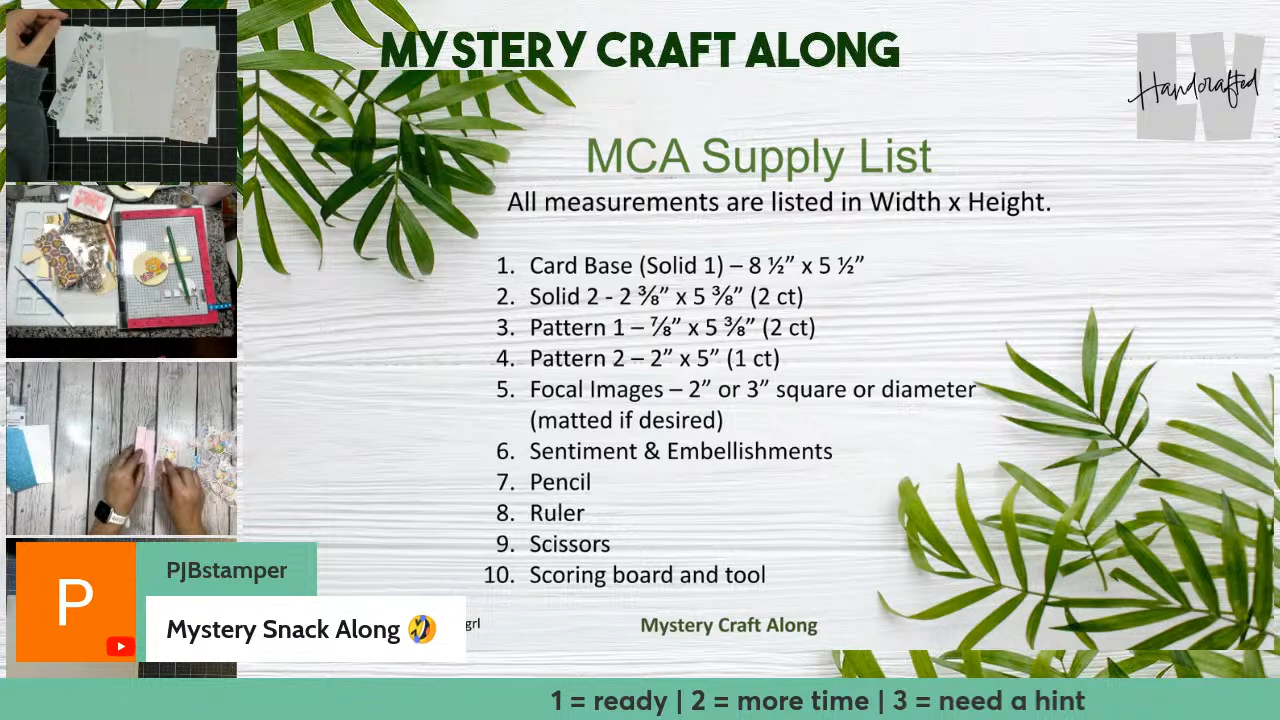 MYSTERY CRAFT ALONG
Handcrafted
MCA Supply List
All measurements are listed in Width x Height.
1. Card Base (Solid 1) – 8 ½” x 5 ½”
2. Solid 2 - 2 ⅜” x 5 ⅜” (2 ct)
3. Pattern 1 – ⅞” x 5 ⅜” (2 ct)
4. Pattern 2 – 2” x 5” (1 ct)
5. Focal Images – 2” or 3” square or diameter
(matted if desired)
6. Sentiment & Embellishments
7. Pencil
8. Ruler
9. Scissors
10. Scoring board and tool
P
PJBstamper
Mystery Snack Along 🤣
grl
Mystery Craft Along
1 = ready | 2 = more time | 3 = need a hint